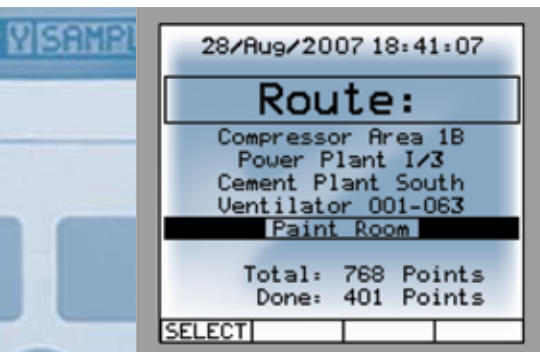 Y SAMPL
28/Aug/2007 18:41:07
Route:
Compressor Area 1B
Power Plant I/3
Cement Plant South
Ventilator 001-063
Paint Room
Total: 768 Points
Done: 401 Points
SELECT